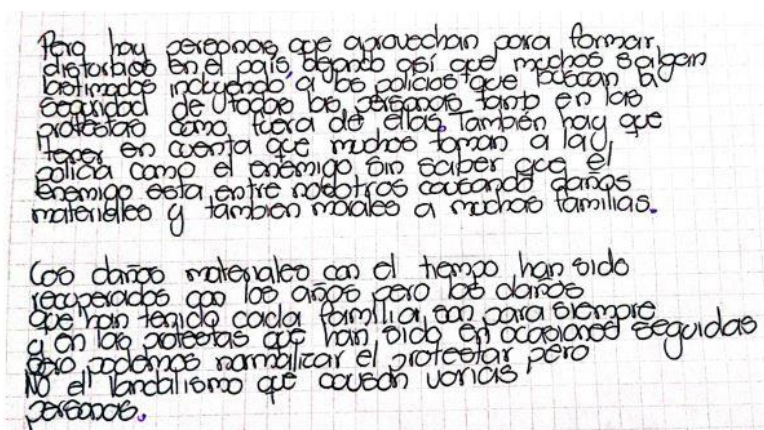 Pero hay personas que aprovechan para formar
distorbios en el país, dejando así que muchos salgan
lastimados incluyendo a los policías que buscan la
seguridad de todas las personas tanto en las
protestas como fuera de ellas. También hay que
tener en cuenta que muchos toman a la
policía como el enemigo sin saber que el
enemigo esta entre nosotros causando daños
materiales y tambien morales a muchas familias.
Los daños materiales con el tiempo han sido
recuperados con los años pero los daños
que han tenido cada familia son para siempre
y en las protestas que han sido en ocasiones seguidas
pero podemos normalizar el protestar pero
NO el vandalismo que causan varias
personas.